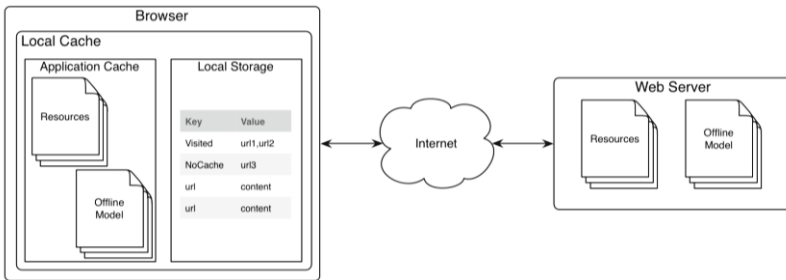 Browser
Local Cache
Application Cache
Resources
Offline
Model
Local Storage
Key Value
Visited url1,url2
NoCache url3
url content
url content
Internet
Web Server
Resources
Offline
Model